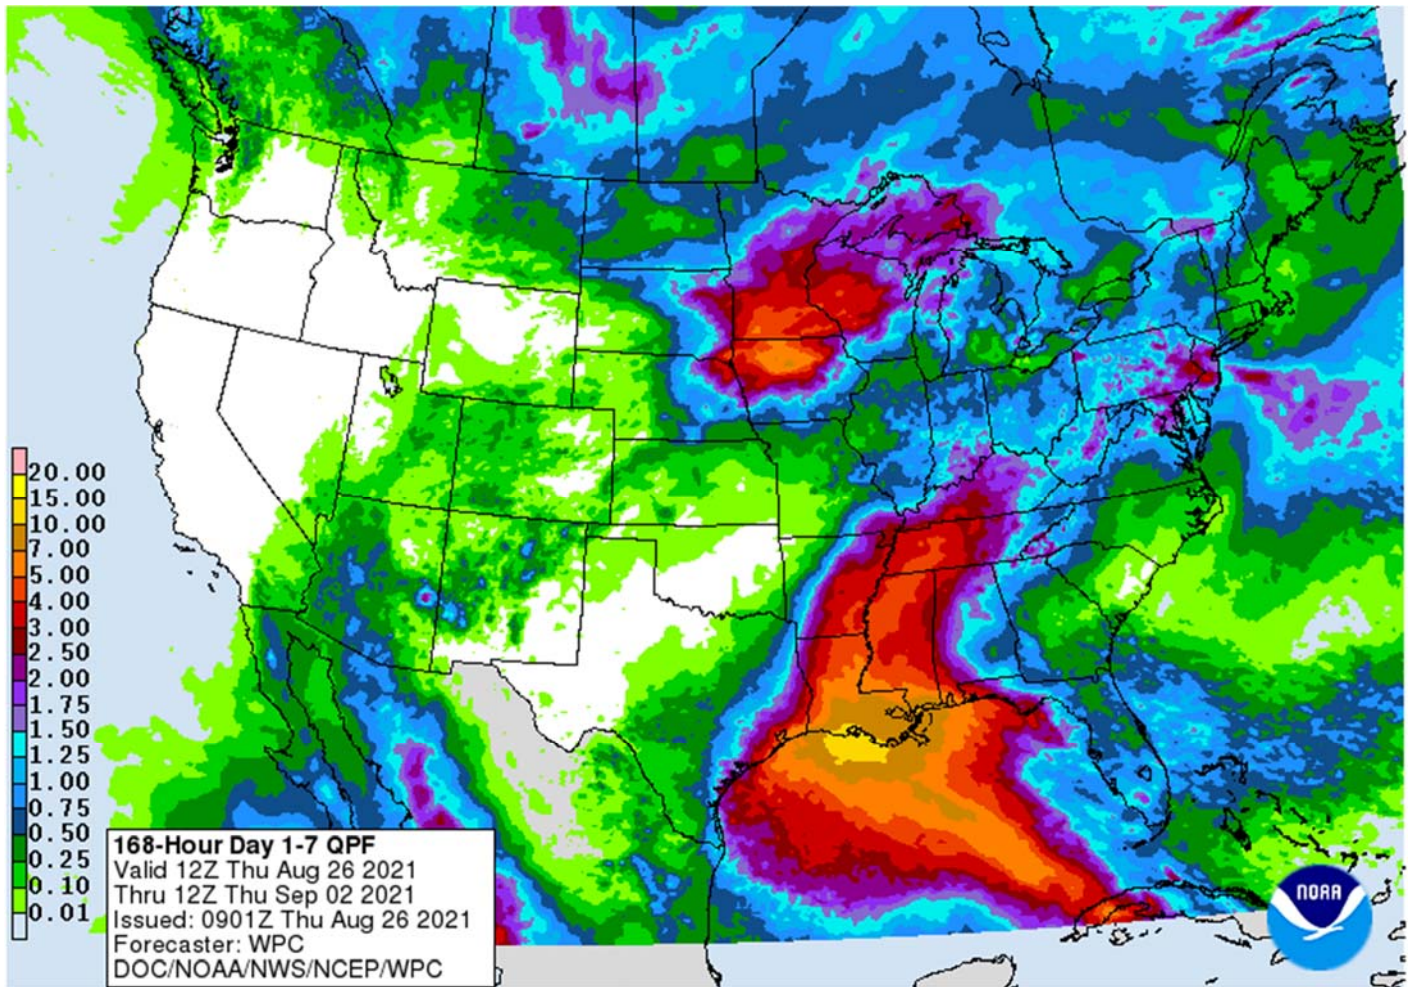 20.00
15.00
10.00
7.00
5.00
4.00
3.00
2.50
2.00
1.75
1.50
1.25
1.00
0.75
0.50
0.25
0.10
0.01
168-Hour Day 1-7 QPF
Valid 12Z Thu Aug 26 2021
Thru 12Z Thu Sep 02 2021
Issued: 0901Z Thu Aug 26 2021
Forecaster: WPC
DOC/NOAA/NWS/NCEP/WPC
NOAA